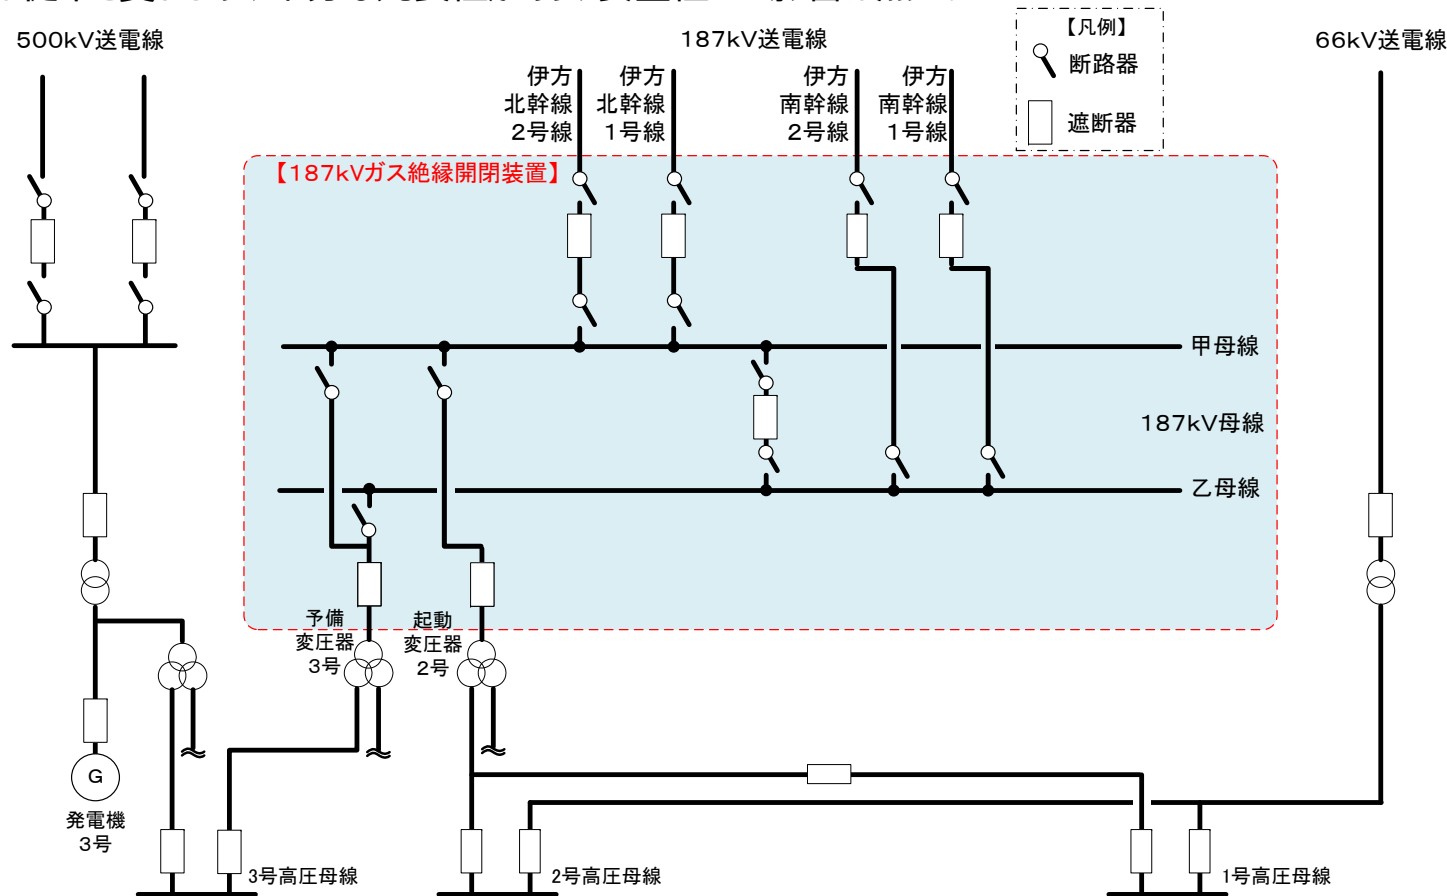 500kV送電線
187kV送電線
66kV送電線
【凡例】
断路器
遮断器
伊方
北幹線
2号線
伊方
北幹線
1号線
伊方
南幹線
2号線
伊方
南幹線
1号線
【187kVガス絶縁開閉装置】
甲母線
187kV母線
乙母線
予備
変圧器
3号
起動
変圧器
2号
G
発電機
3号
3号高圧母線
2号高圧母線
1号高圧母線